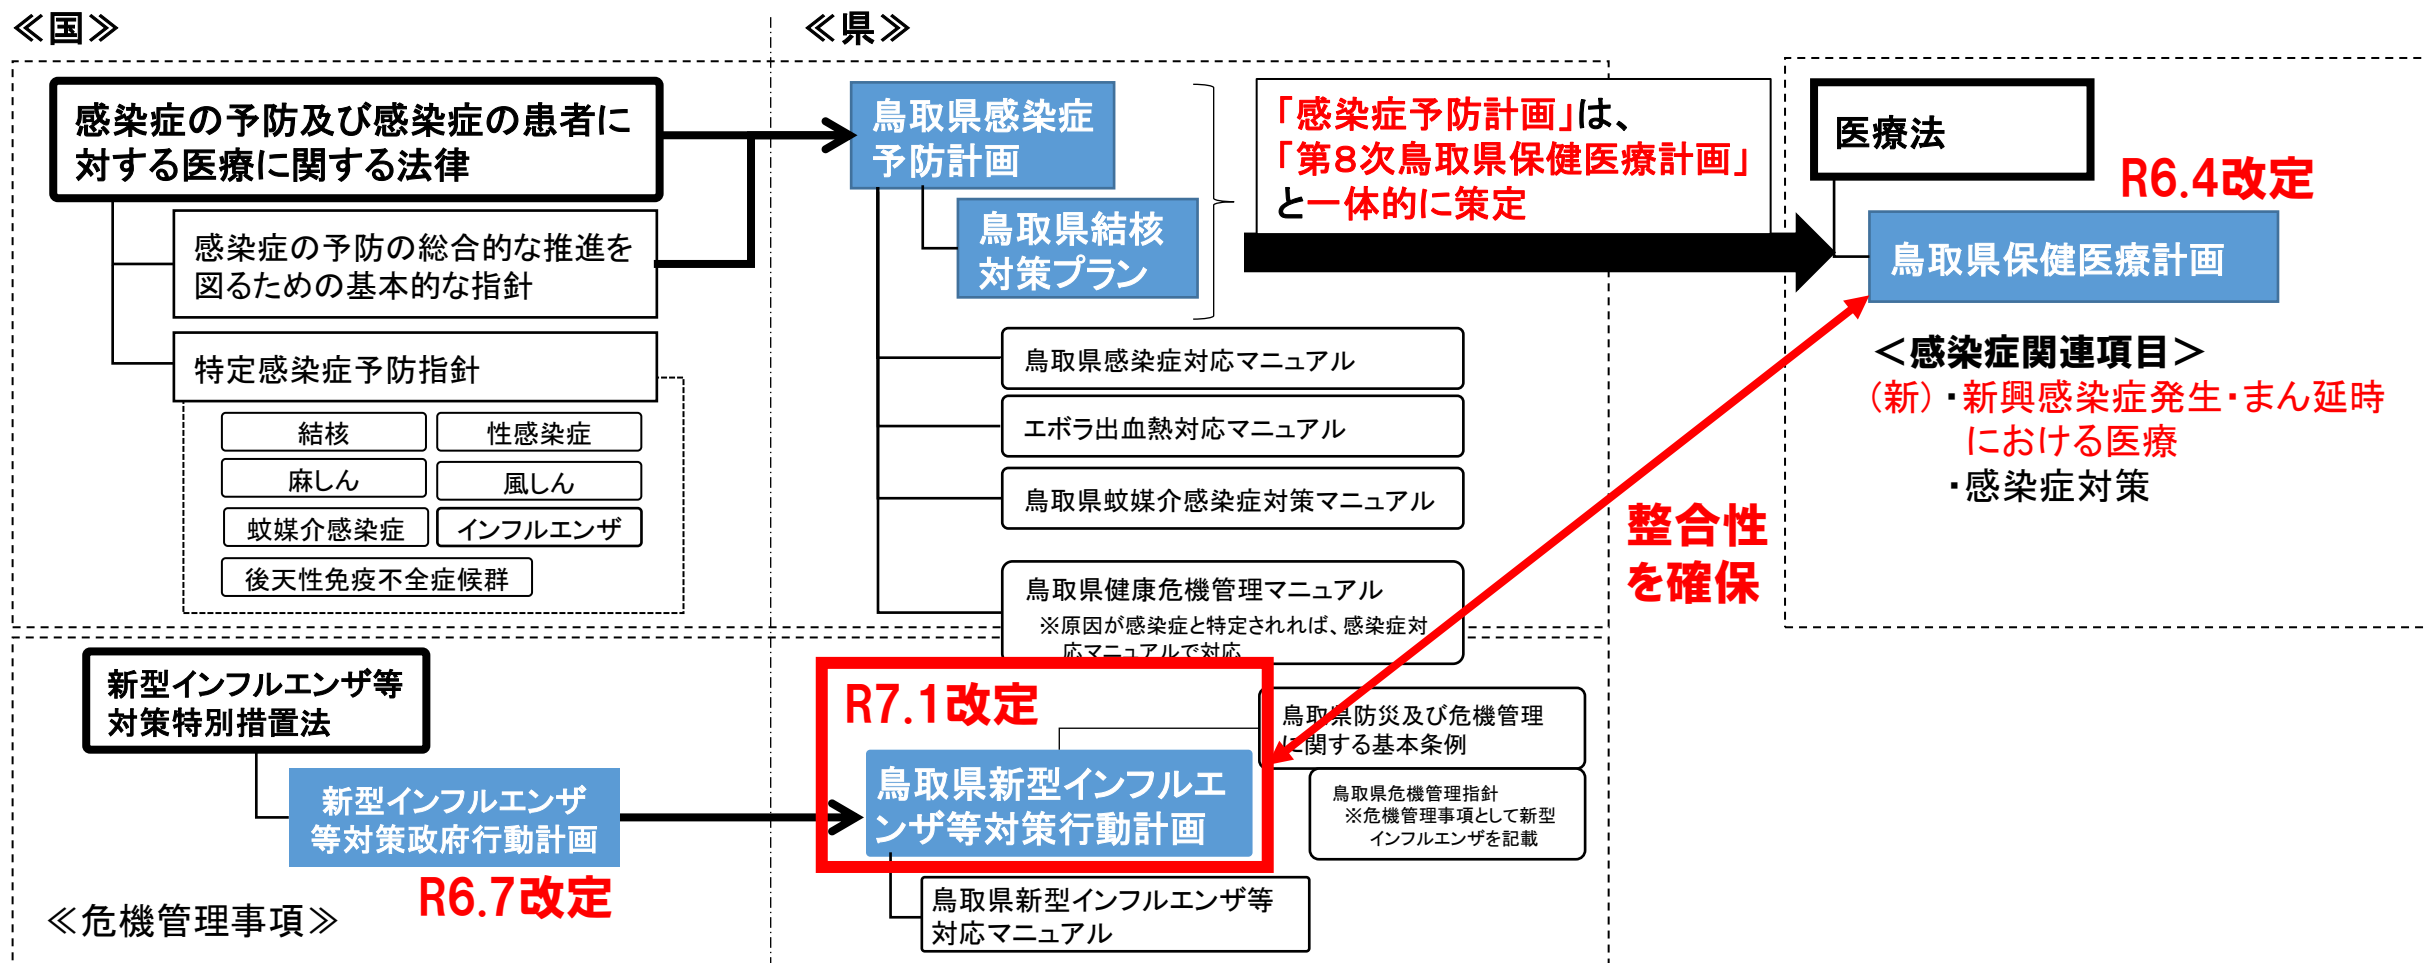 ≪国≫
≪県≫
感染症の予防及び感染症の患者に
対する医療に関する法律
感染症の予防の総合的な推進を
図るための基本的な指針
特定感染症予防指針
結核
性感染症
麻しん
風しん
蚊媒介感染症
インフルエンザ
後天性免疫不全症候群
鳥取県感染症
予防計画
鳥取県結核
対策プラン
「感染症予防計画」は、
「第８次鳥取県保健医療計画」
と一体的に策定
鳥取県感染症対応マニュアル
エボラ出血熱対応マニュアル
鳥取県蚊媒介感染症対策マニュアル
鳥取県健康危機管理マニュアル
※原因が感染症と特定されれば、感染症対
応マニュアルで対応
医療法
R6.4改定
鳥取県保健医療計画
＜感染症関連項目＞
（新）・新興感染症発生・まん延時
における医療
・感染症対策
整合性
を確保
新型インフルエンザ等
対策特別措置法
新型インフルエンザ
等対策政府行動計画
R6.7改定
≪危機管理事項≫
R7.1改定
鳥取県新型インフルエ
ンザ等対策行動計画
鳥取県新型インフルエンザ等
対応マニュアル
鳥取県防災及び危機管理
に関する基本条例
鳥取県危機管理指針
※危機管理事項として新型
インフルエンザを記載